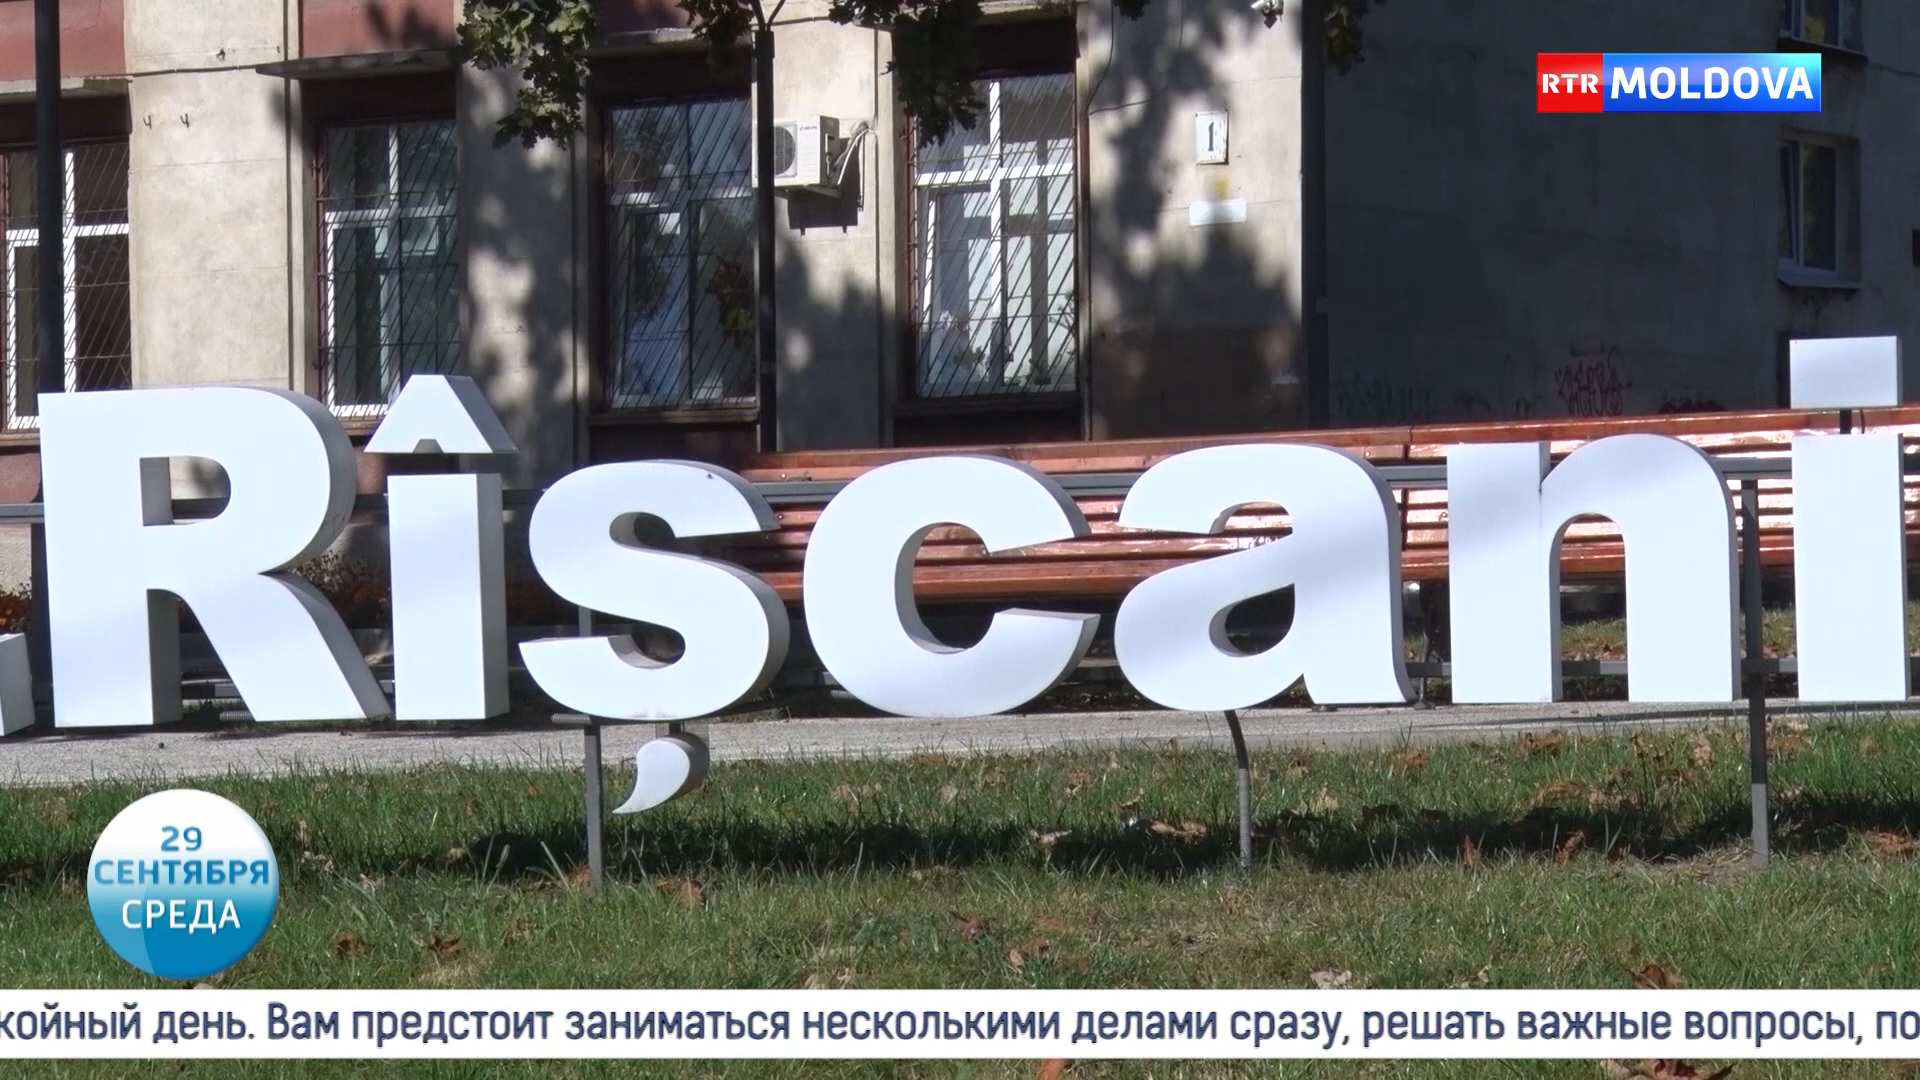 RTR MOLDOVA
1
Rîșcani
29
СЕНТЯБРЯ
СРЕДА
койный день. Вам предстоит заниматься несколькими делами сразу, решать важные вопросы, по